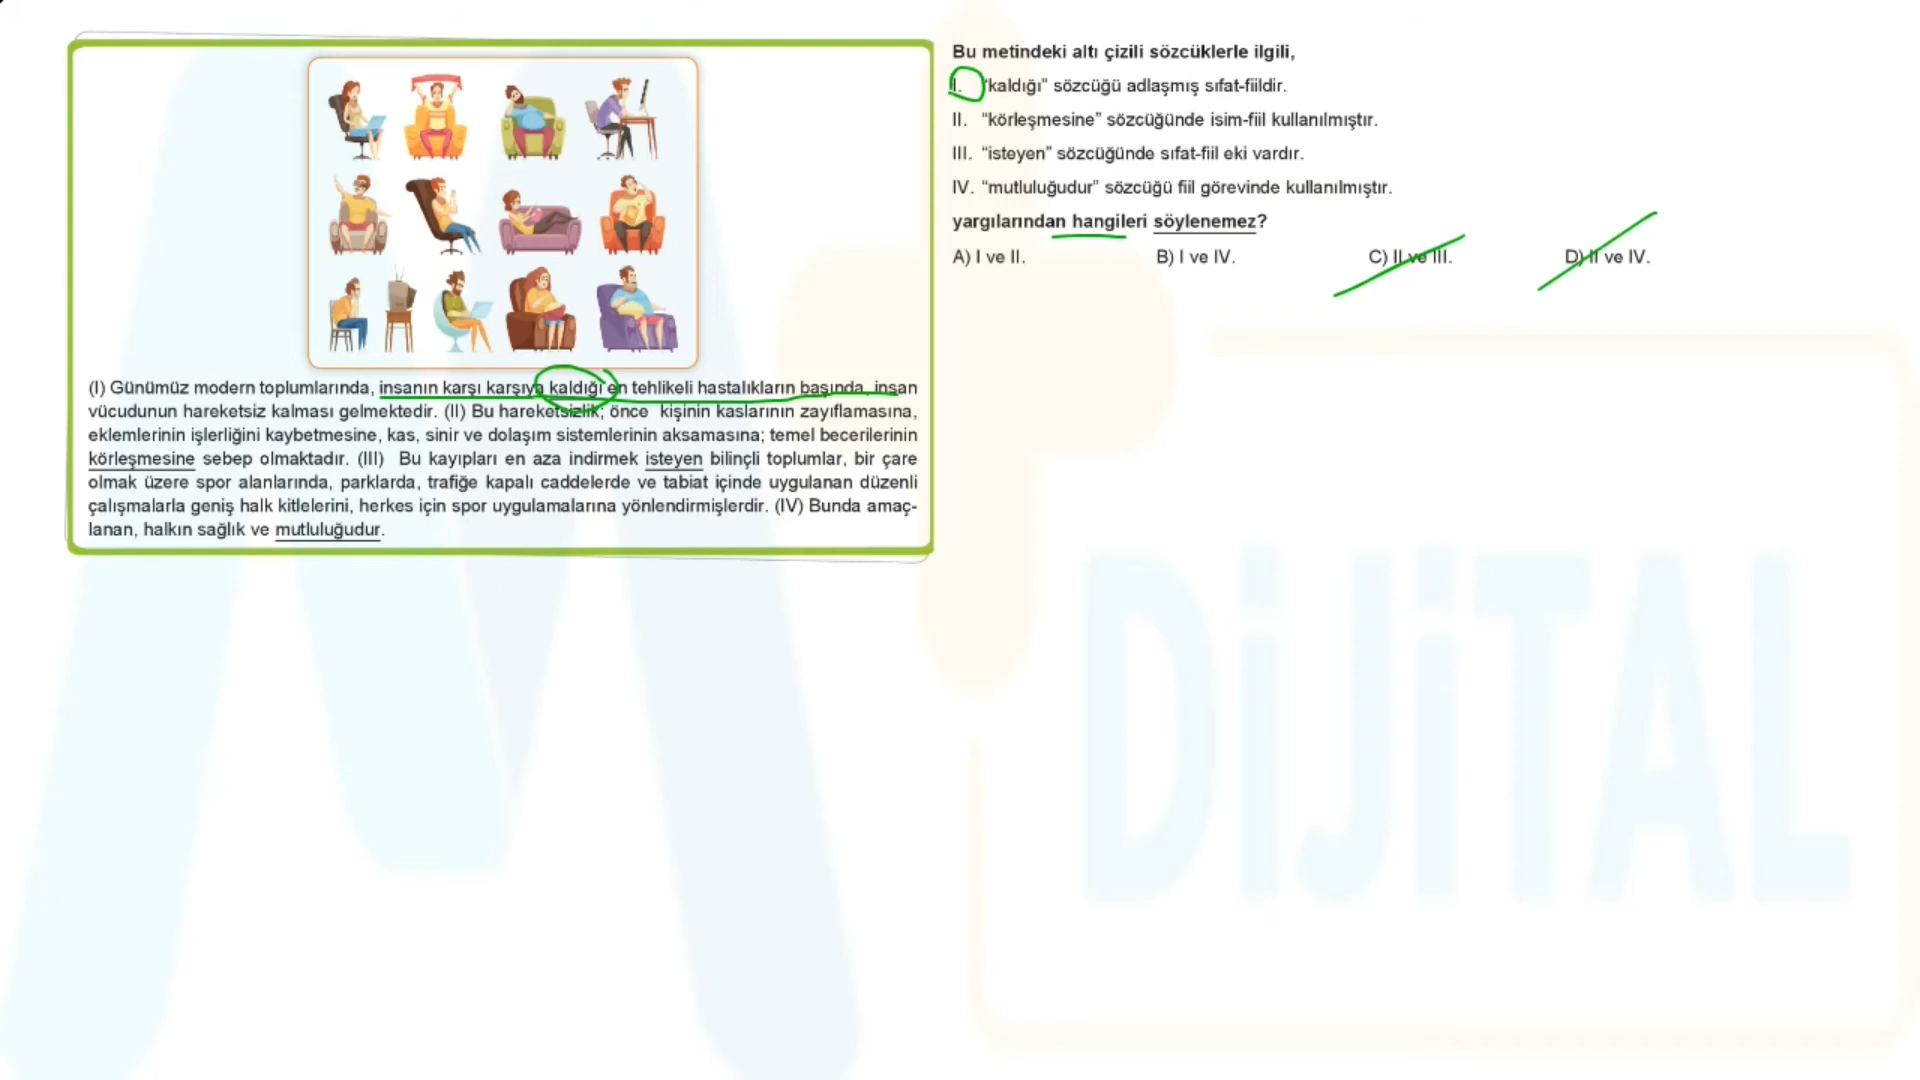 (I) Günümüz modern toplumlarında, insanın karşı karşıya kaldığı en tehlikeli hastalıkların başında, insan
vücudunun hareketsiz kalması gelmektedir. (II) Bu hareketsizlik; önce kişinin kaslarının zayıflamasına,
eklemlerinin işlerliğini kaybetmesine, kas, sinir ve dolaşım sistemlerinin aksamasına; temel becerilerinin
körleşmesine sebep olmaktadır. (III) Bu kayıpları en aza indirmek isteyen bilinçli toplumlar, bir çare
olmak üzere spor alanlarında, parklarda, trafiğe kapalı caddelerde ve tabiat içinde uygulanan düzenli
çalışmalarla geniş halk kitlelerini, herkes için spor uygulamalarına yönlendirmişlerdir. (IV) Bunda amaç-
lanan, halkın sağlık ve mutluluğudur.
Bu metindeki altı çizili sözcüklerle ilgili,
I. "kaldığı" sözcüğü adlaşmış sıfat-fiildir.
II. "körleşmesine" sözcüğünde isim-fiil kullanılmıştır.
III. "isteyen" sözcüğünde sıfat-fiil eki vardır.
IV. "mutluluğudur" sözcüğü fiil görevinde kullanılmıştır.
yargılarından hangileri söylenemez?
A) I ve II. B) I ve IV. C) II ve III. D) II ve IV.
DİJİTAL